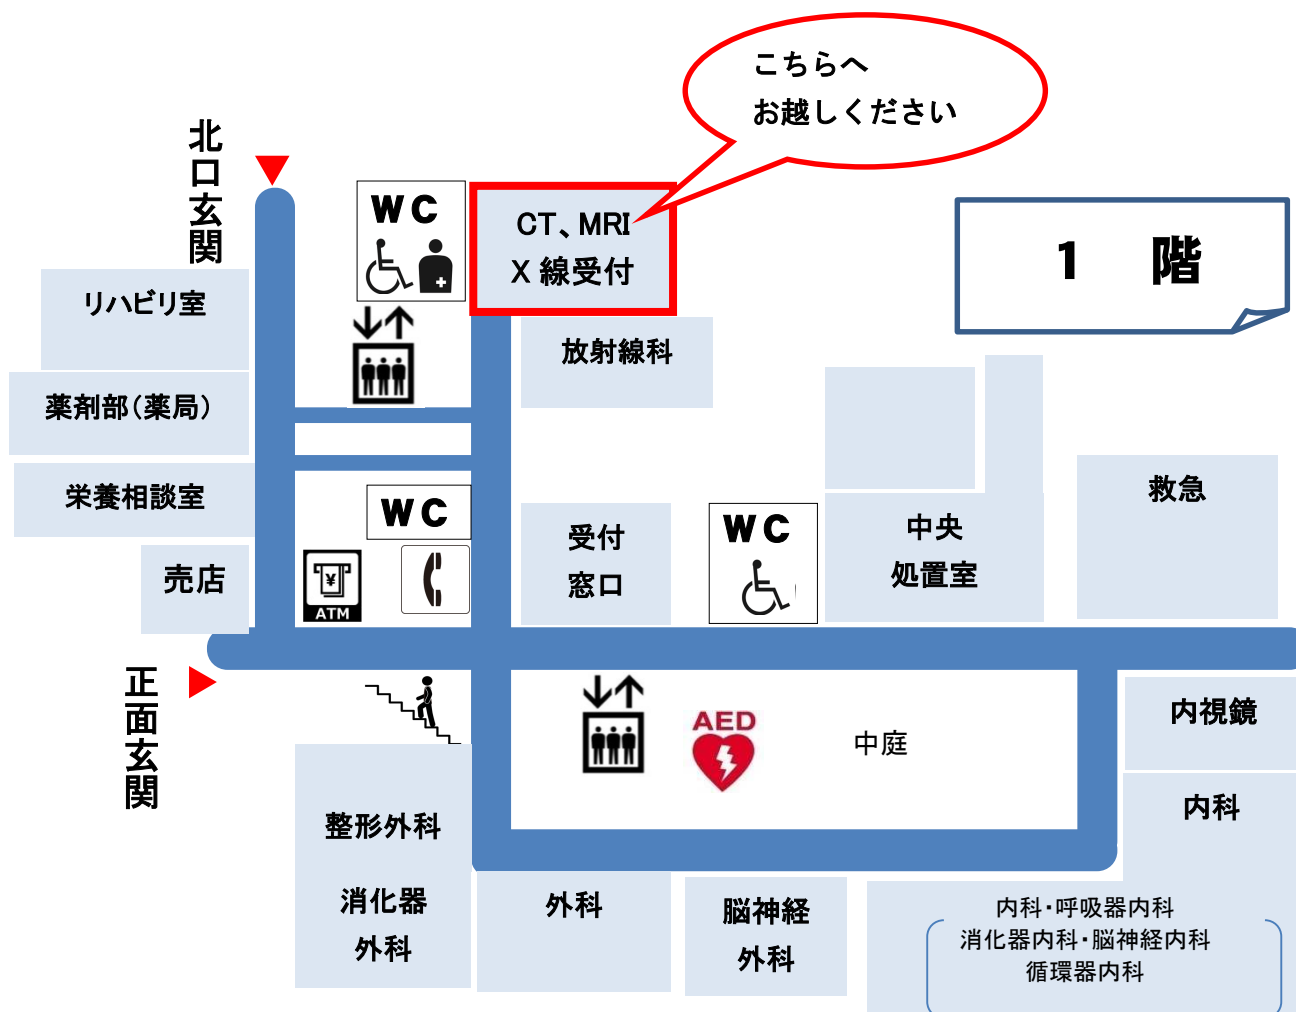 こちらへ
お越しください
北口玄関
WC
CT、MRI
X 線受付
1 階
リハビリ室
放射線科
薬剤部(薬局)
栄養相談室
WC
売店
¥
ATM
受付
窓口
WC
中央
処置室
救急
正面玄関
AED
中庭
内視鏡
内科
整形外科
消化器
外科
外科
脳神経
外科
内科・呼吸器内科
消化器内科・脳神経内科
循環器内科